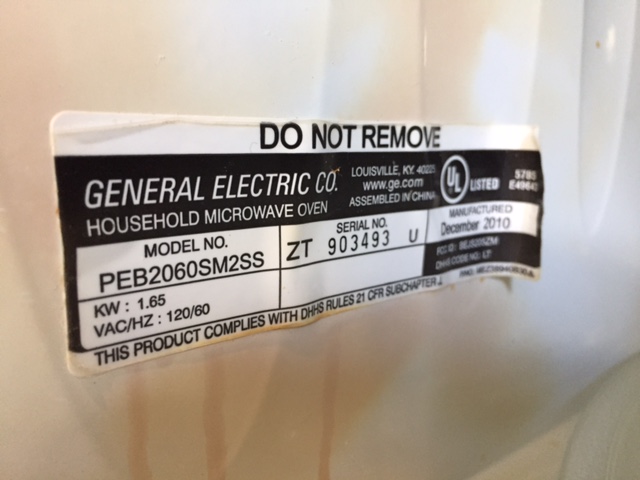 DO NOT REMOVE
GENERAL ELECTRIC CO.
HOUSEHOLD MICROWAVE OVEN
LOUISVILLE, KY. 40225
www.ge.com
ASSEMBLED IN CHINA
UL LISTED
MODEL NO.
PEB2060SM2SS
SERIAL NO.
ZT 903493 U
MANUFACTURED
December 2010
KW : 1.65
VAC/HZ : 120/60
THIS PRODUCT COMPLIES WITH DHHS RULES 21 CFR SUBCHAPTER J.